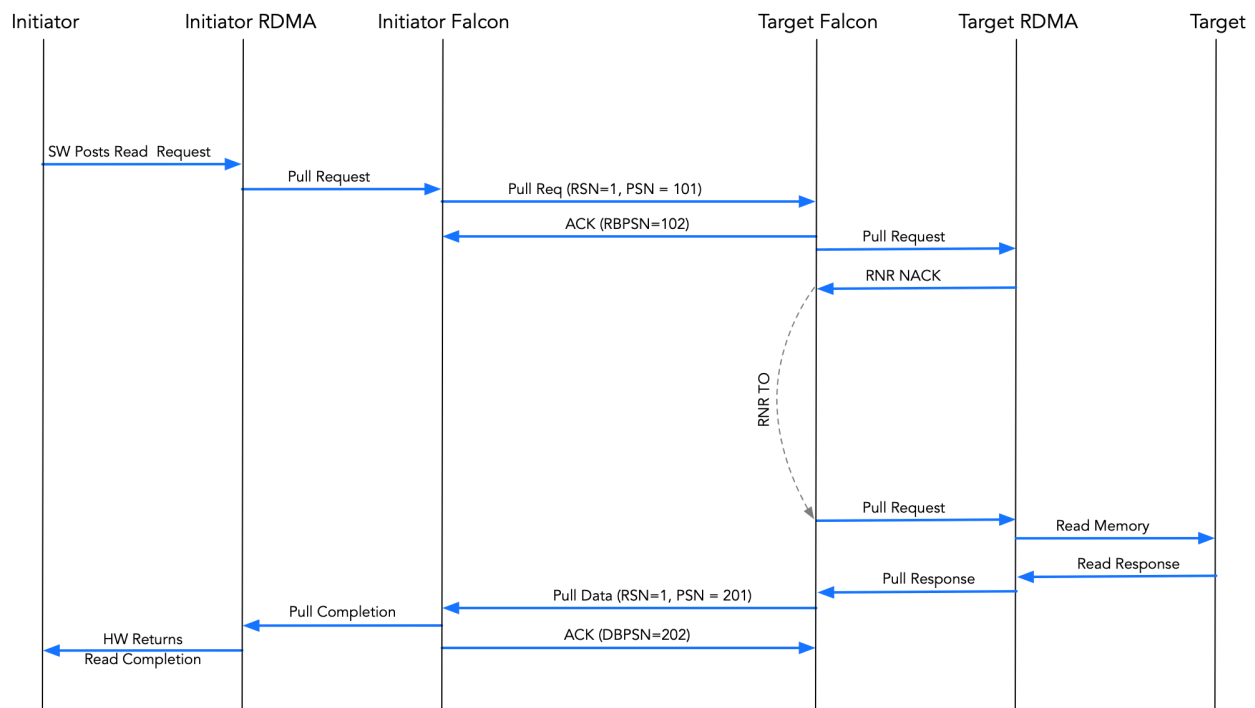 Initiator
Initiator RDMA
Initiator Falcon
Target Falcon
Target RDMA
Target
SW Posts Read  Request
Pull Request
Pull Req (RSN=1, PSN = 101)
ACK (RBPSN=102)
Pull Request
RNR NACK
RNR TO
Pull Request
Read Memory
Read Response
Pull Response
Pull Data (RSN=1, PSN = 201)
Pull Completion
ACK (DBPSN=202)
HW Returns
Read Completion